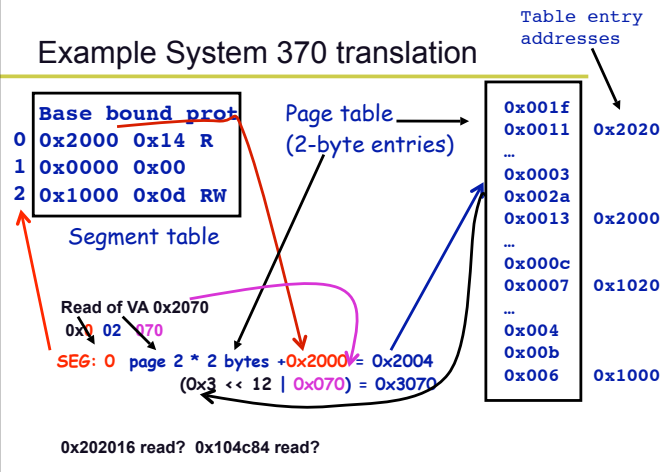 Table entry
addresses
Example System 370 translation
Base bound prot
0 0x2000 0x14 R
1 0x0000 0x00
2 0x1000 0x0d RW
Segment table
Page table
(2-byte entries)
0x001f
0x0011 0x2020
…
0x0003
0x002a
0x0013 0x2000
…
0x000c
0x0007 0x1020
…
0x004
0x00b
0x006 0x1000
Read of VA 0x2070
0x0 02 070
SEG: 0 page 2 * 2 bytes +0x2000 = 0x2004
(0x3 << 12 | 0x070) = 0x3070
0x202016 read? 0x104c84 read?